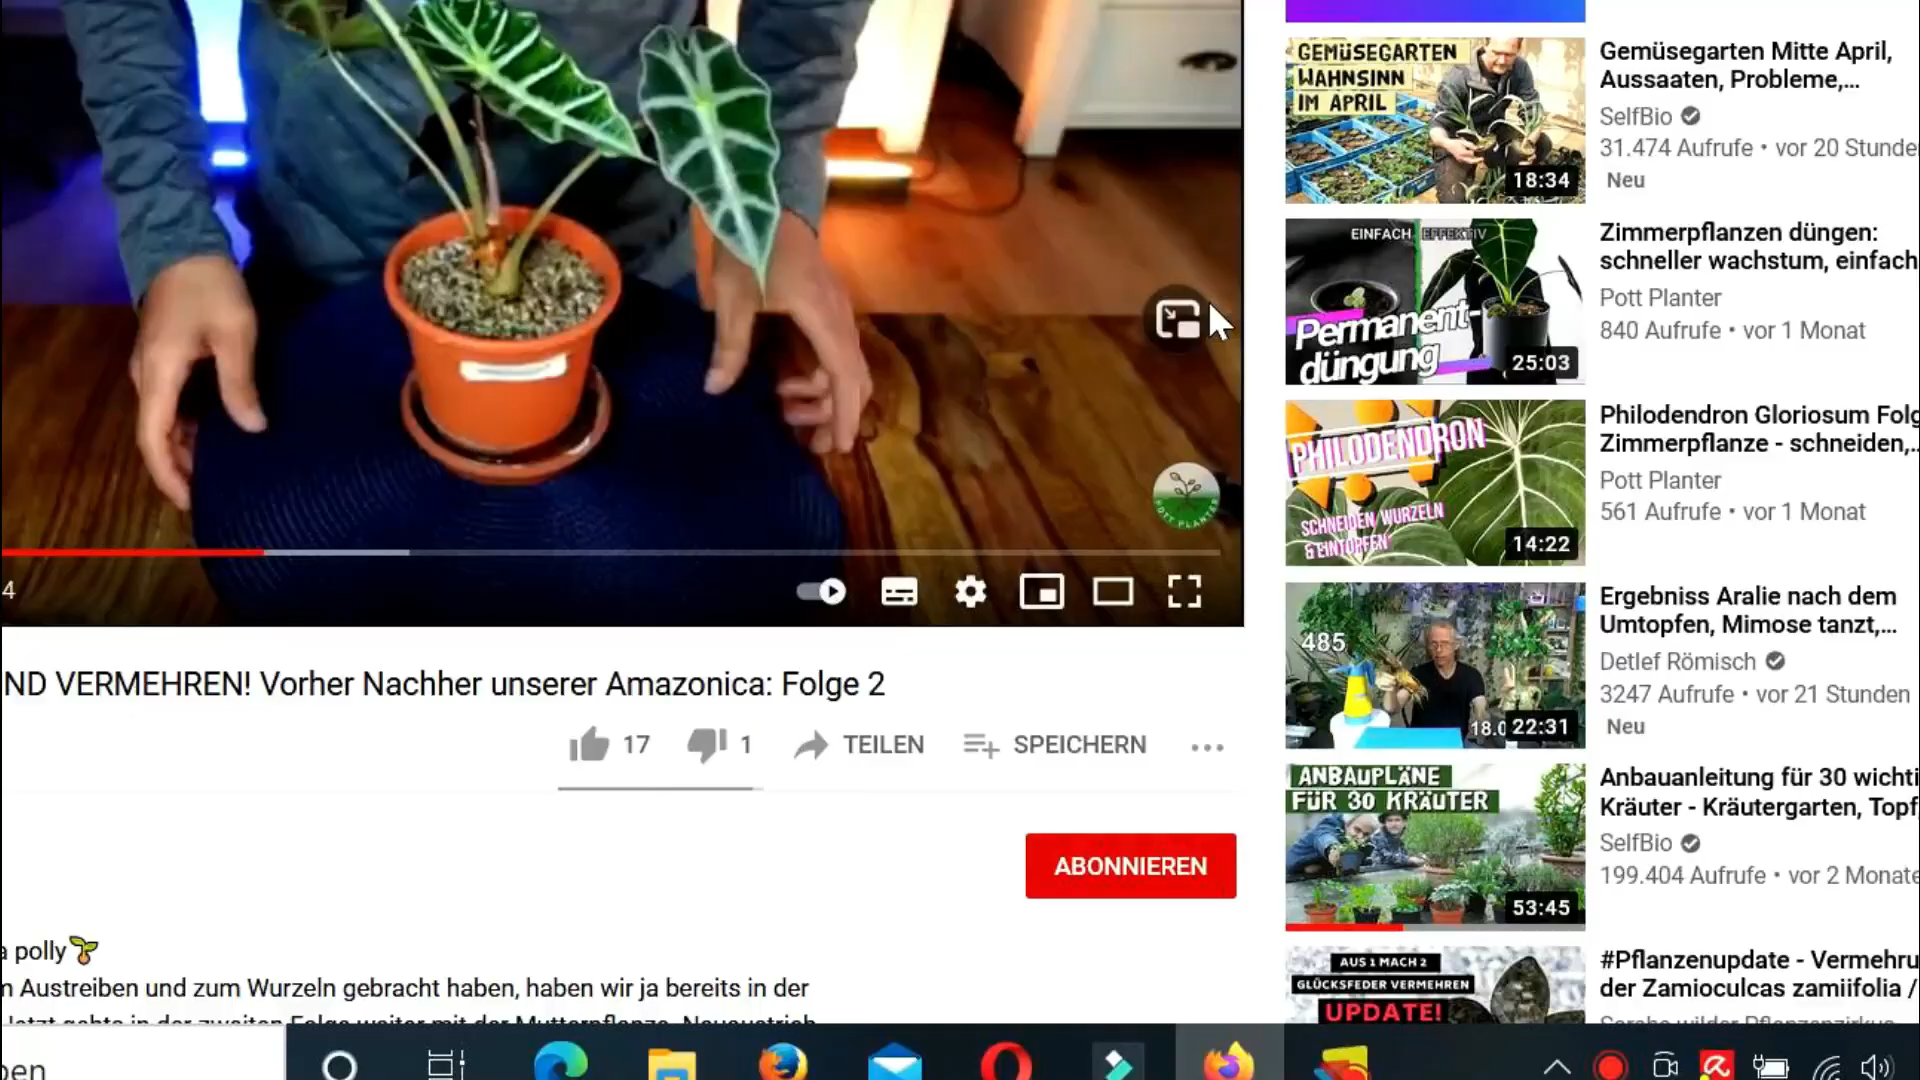 4
ND VERMEHREN! Vorher Nachher unserer Amazonica: Folge 2
17
1
TEILEN
SPEICHERN
ABONNIEREN
a polly
n Austreiben und zum Wurzeln gebracht haben, haben wir ja bereits in der
POTT PLANTER
GEMÜSEGARTEN
WAHNSINN
IM APRIL
18:34
Gemüsegarten Mitte April,
Aussaaten, Probleme,...
SelfBio
31.474 Aufrufe • vor 20 Stunde
Neu
EINFACH EFFEKTIV
Permanent-
düngung
25:03
Zimmerpflanzen düngen:
schneller wachstum, einfach
Pott Planter
840 Aufrufe • vor 1 Monat
PHILODENDRON
SCHNEIDEN/WURZELN
& EINTOPFEN
14:22
Philodendron Gloriosum Folg
Zimmerpflanze - schneiden,...
Pott Planter
561 Aufrufe • vor 1 Monat
485
18.0
22:31
Ergebniss Aralie nach dem
Umtopfen, Mimose tanzt,...
Detlef Römisch
3247 Aufrufe • vor 21 Stunden
Neu
ANBAUPLÄNE
FÜR 30 KRÄUTER
53:45
Anbauanleitung für 30 wichti
Kräuter - Kräutergarten, Topf
SelfBio
199.404 Aufrufe • vor 2 Monate
AUS 1 MACH 2
GLÜCKSFEDER VERMEHREN
UPDATE!
#Pflanzenupdate - Vermehru
der Zamioculcas zamiifolia /
ben